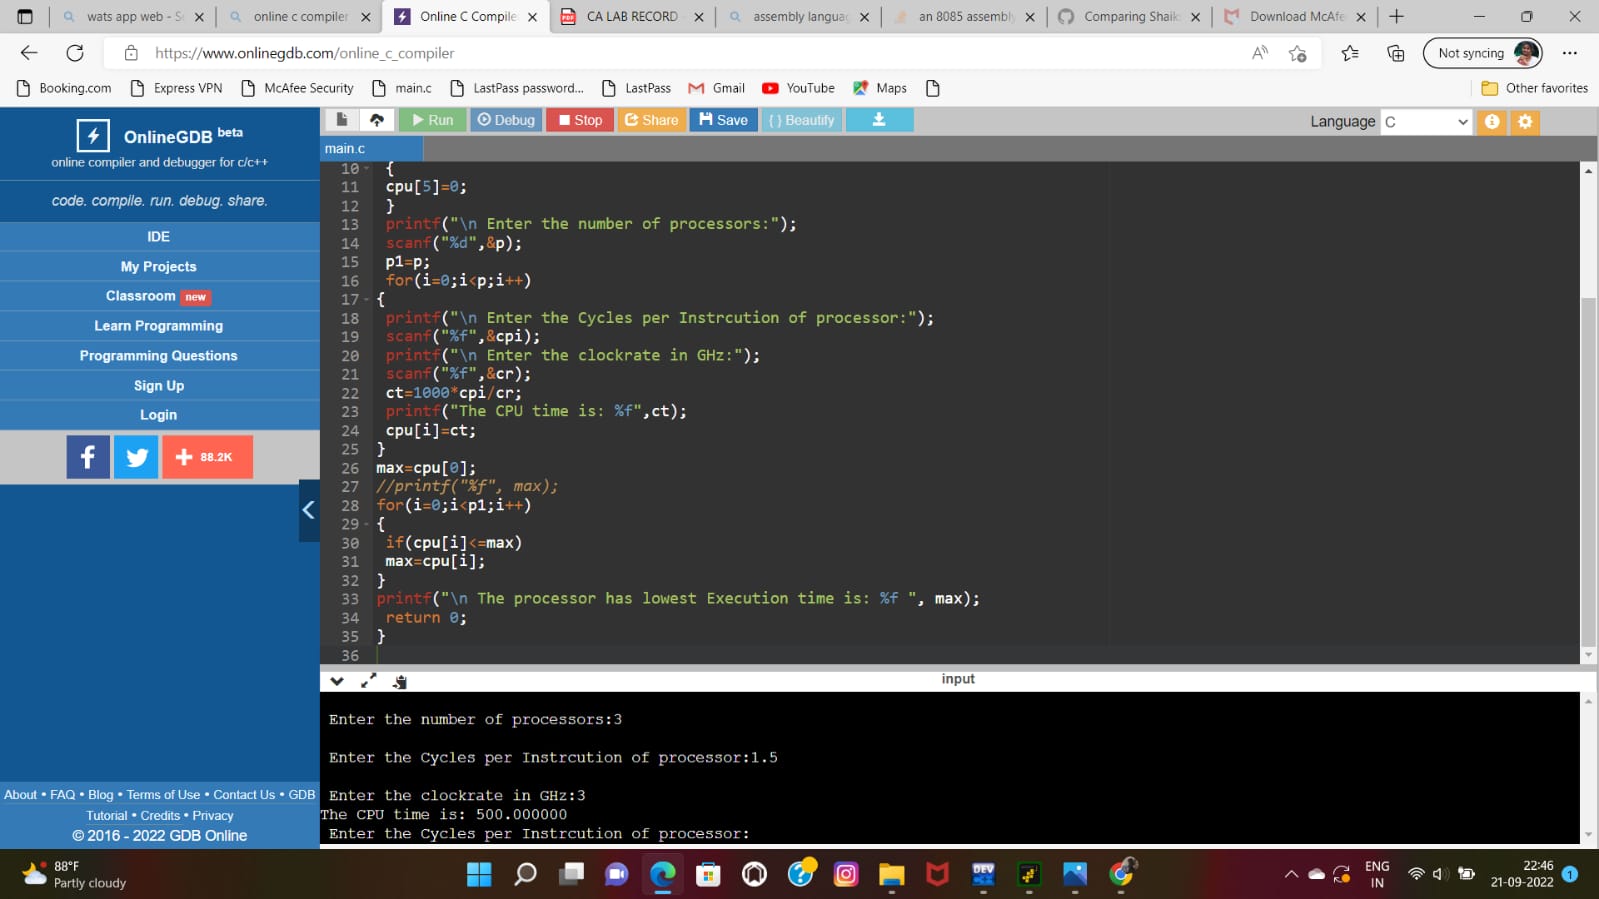 wats app web - Se
online c compiler
Online C Compile
CA LAB RECORD
assembly langua
an 8085 assembl
Comparing Shaik
Download McAfe
https://www.onlinegdb.com/online_c_compiler
Not syncing
Booking.com
Express VPN
McAfee Security
main.c
LastPass password...
LastPass
Gmail
YouTube
Maps
Other favorites
OnlineGDB beta
online compiler and debugger for c/c++
code. compile. run. debug. share.
IDE
My Projects
Classroom new
Learn Programming
Programming Questions
Sign Up
Login
f
+ 88.2K
About • FAQ • Blog • Terms of Use • Contact Us • GDB
Tutorial • Credits • Privacy
© 2016 - 2022 GDB Online
Run
Debug
Stop
Share
Save
{ } Beautify
Language C
main.c
10 {
11 cpu[5]=0;
12 }
13 printf("\n Enter the number of processors:");
14 scanf("%d",&p);
15 p1=p;
16 for(i=0;i<p;i++)
17 {
18 printf("\n Enter the Cycles per Instrcution of processor:");
19 scanf("%f",&cpi);
20 printf("\n Enter the clockrate in GHz:");
21 scanf("%f",&cr);
22 ct=1000*cpi/cr;
23 printf("The CPU time is: %f",ct);
24 cpu[i]=ct;
25 }
26 max=cpu[0];
27 //printf("%f", max);
28 for(i=0;i<p1;i++)
29 {
30 if(cpu[i]<=max)
31 max=cpu[i];
32 }
33 printf("\n The processor has lowest Execution time is: %f ", max);
34 return 0;
35 }
36
input
Enter the number of processors:3
Enter the Cycles per Instrcution of processor:1.5
Enter the clockrate in GHz:3
The CPU time is: 500.000000
Enter the Cycles per Instrcution of processor:
88°F
Partly cloudy
DEV
ENG
IN
22:46
21-09-2022
1